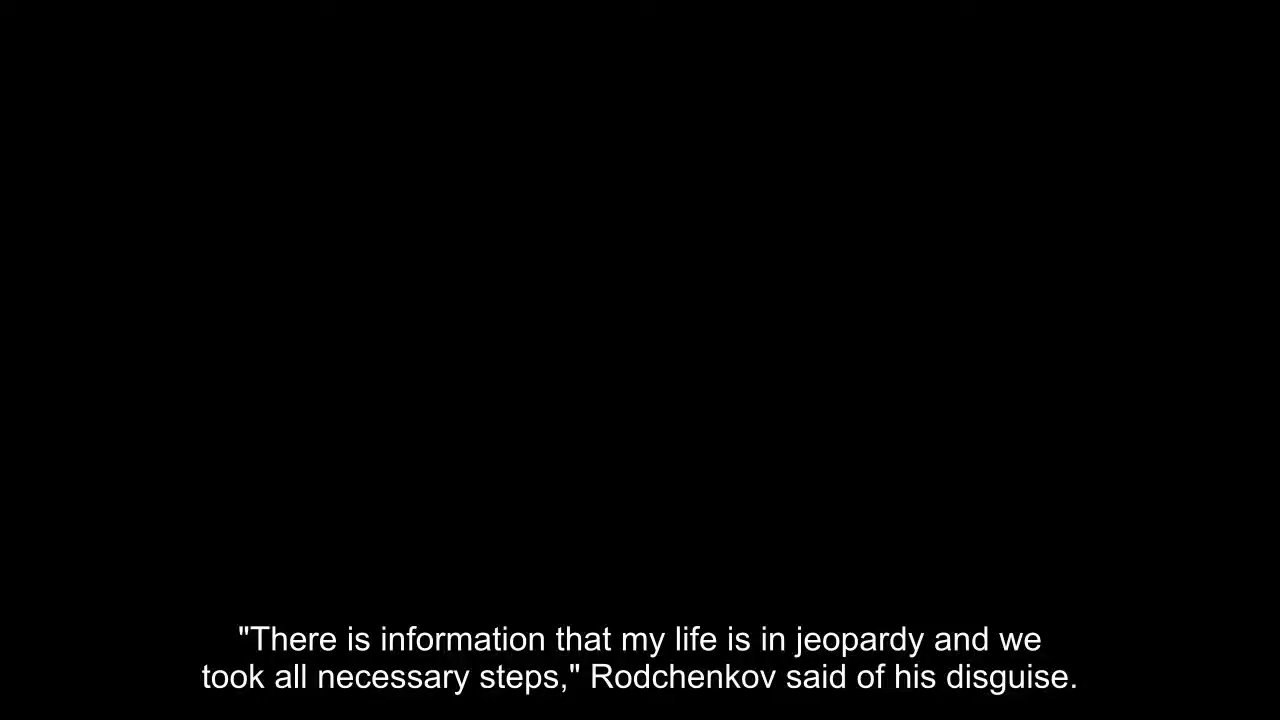 "There is information that my life is in jeopardy and we
took all necessary steps," Rodchenkov said of his disguise.